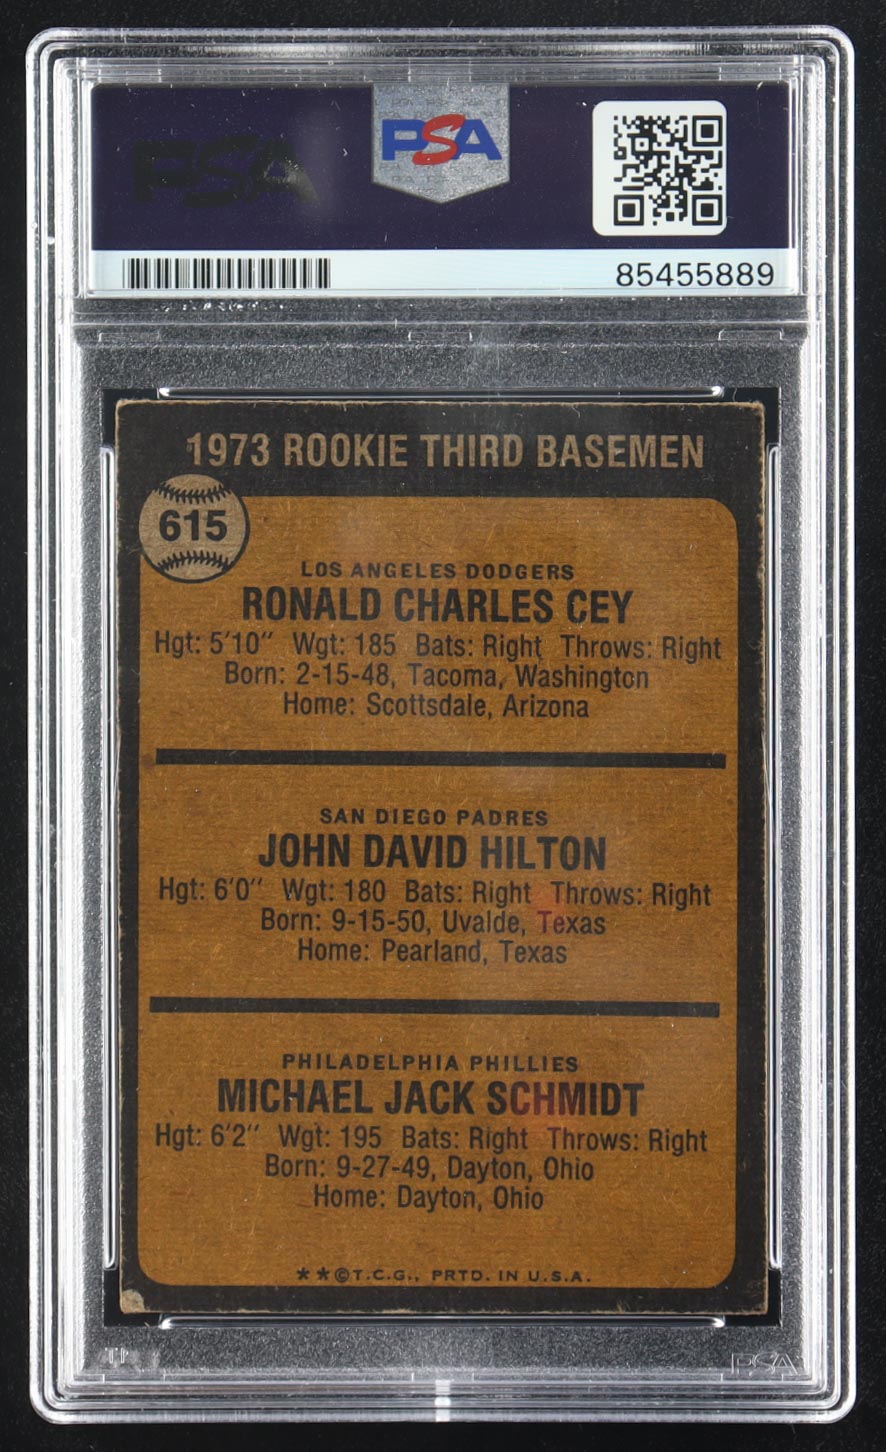 PSA
PSA
85455889
1973 ROOKIE THIRD BASEMEN
615
LOS ANGELES DODGERS
RONALD CHARLES CEY
Hgt: 5'10" Wgt: 185 Bats: Right Throws: Right
Born: 2-15-48, Tacoma, Washington
Home: Scottsdale, Arizona
SAN DIEGO PADRES
JOHN DAVID HILTON
Hgt: 6'0" Wgt: 180 Bats: Right Throws: Right
Born: 9-15-50, Uvalde, Texas
Home: Pearland, Texas
PHILADELPHIA PHILLIES
MICHAEL JACK SCHMIDT
Hgt: 6'2" Wgt: 195 Bats: Right Throws: Right
Born: 9-27-49, Dayton, Ohio
Home: Dayton, Ohio
**©T.C.G., PRTD. IN U.S.A.
PSA